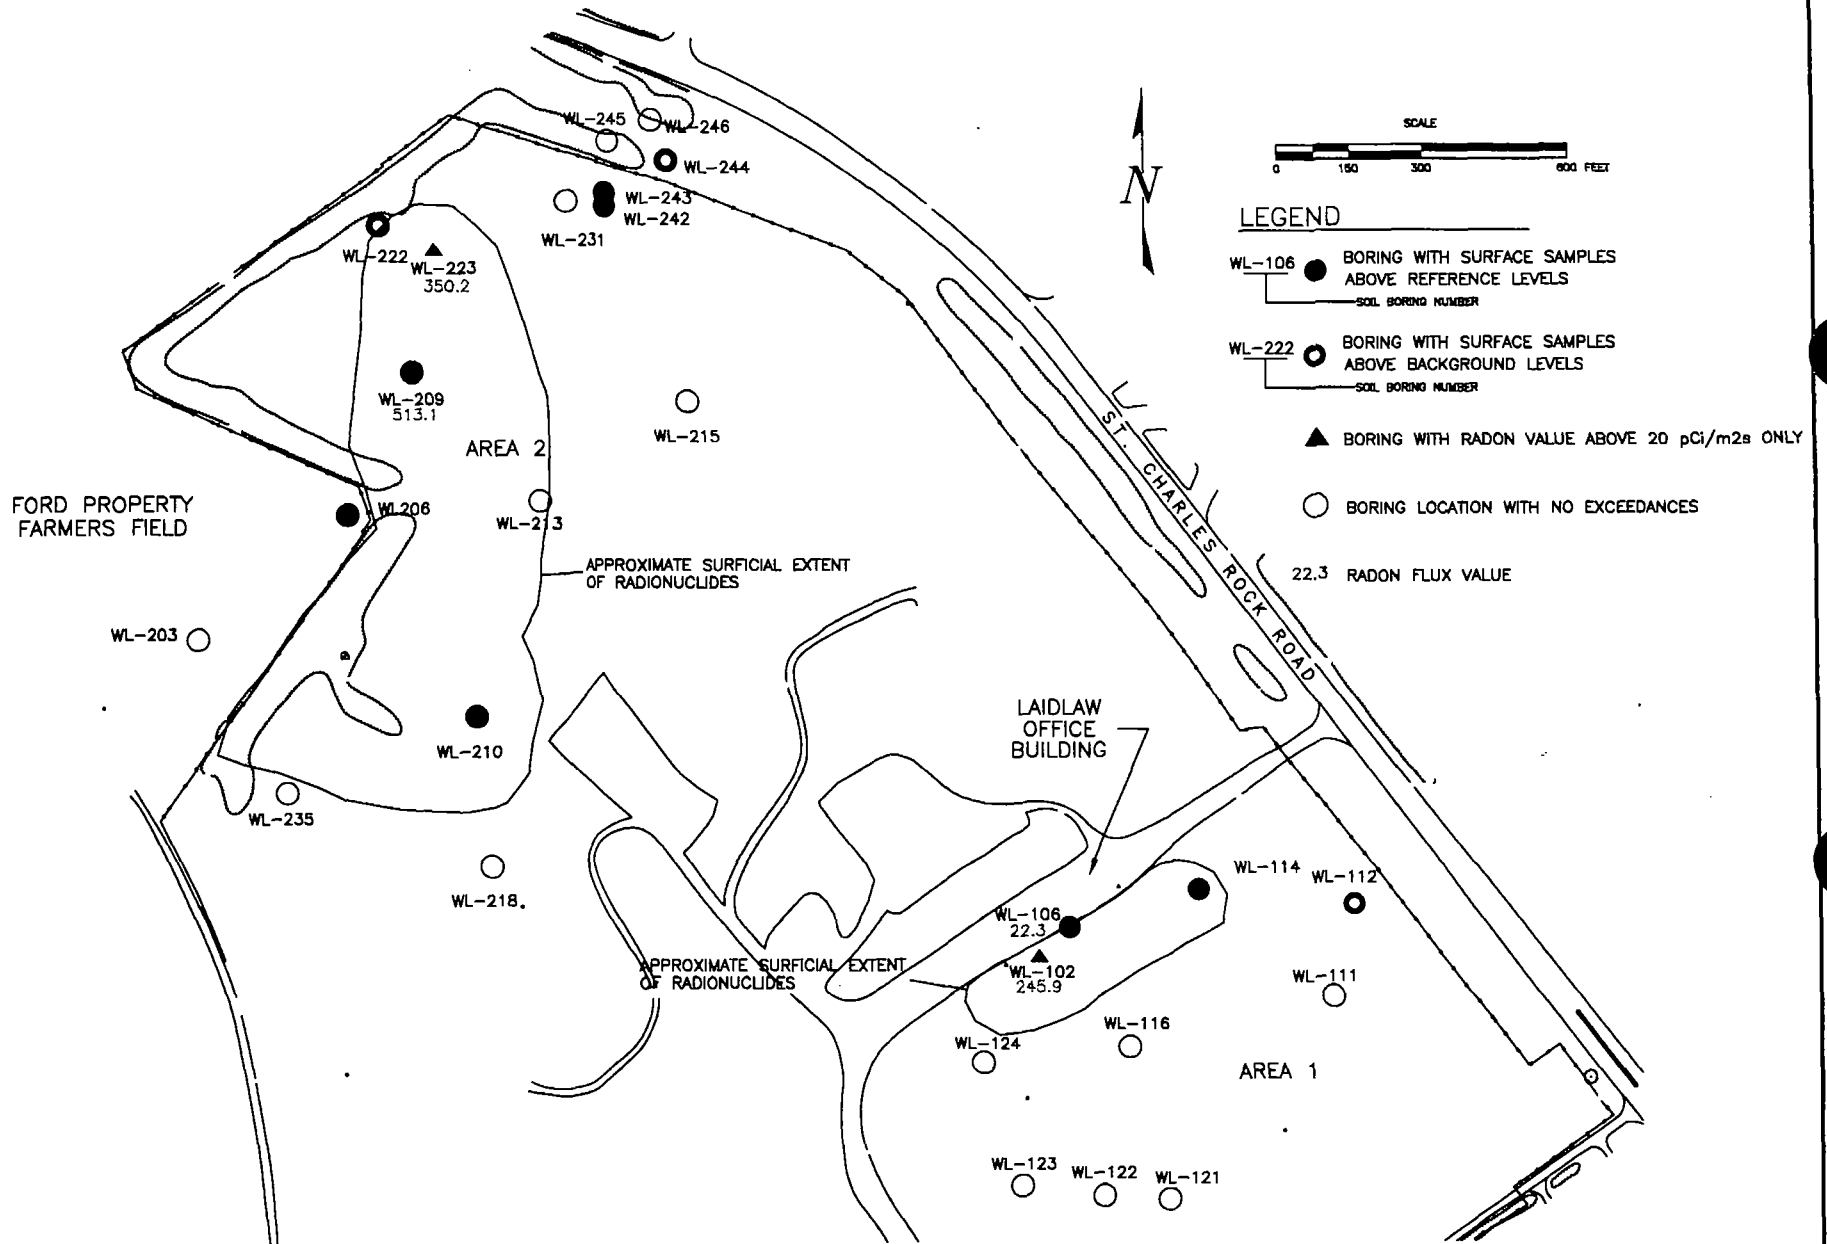 WL-245
WL-246
WL-244
WL-243
WL-242
WL-231
WL-222
WL-223
350.2
WL-209
513.1
AREA 2
WL-215
FORD PROPERTY
FARMERS FIELD
WL206
WL-213
APPROXIMATE SURFICIAL EXTENT
OF RADIONUCLIDES
WL-203
WL-210
WL-235
WL-218
N
SCALE
0 150 300 600 FEET
LEGEND
WL-106
BORING WITH SURFACE SAMPLES
ABOVE REFERENCE LEVELS
SOIL BORING NUMBER
WL-222
BORING WITH SURFACE SAMPLES
ABOVE BACKGROUND LEVELS
SOIL BORING NUMBER
BORING WITH RADON VALUE ABOVE 20 pCi/m2s ONLY
BORING LOCATION WITH NO EXCEEDANCES
22.3 RADON FLUX VALUE
ST. CHARLES ROCK ROAD
LAIDLAW
OFFICE
BUILDING
WL-114
WL-112
WL-106
22.3
APPROXIMATE SURFICIAL EXTENT
OF RADIONUCLIDES
WL-102
245.9
WL-111
WL-116
WL-124
AREA 1
WL-123
WL-122
WL-121